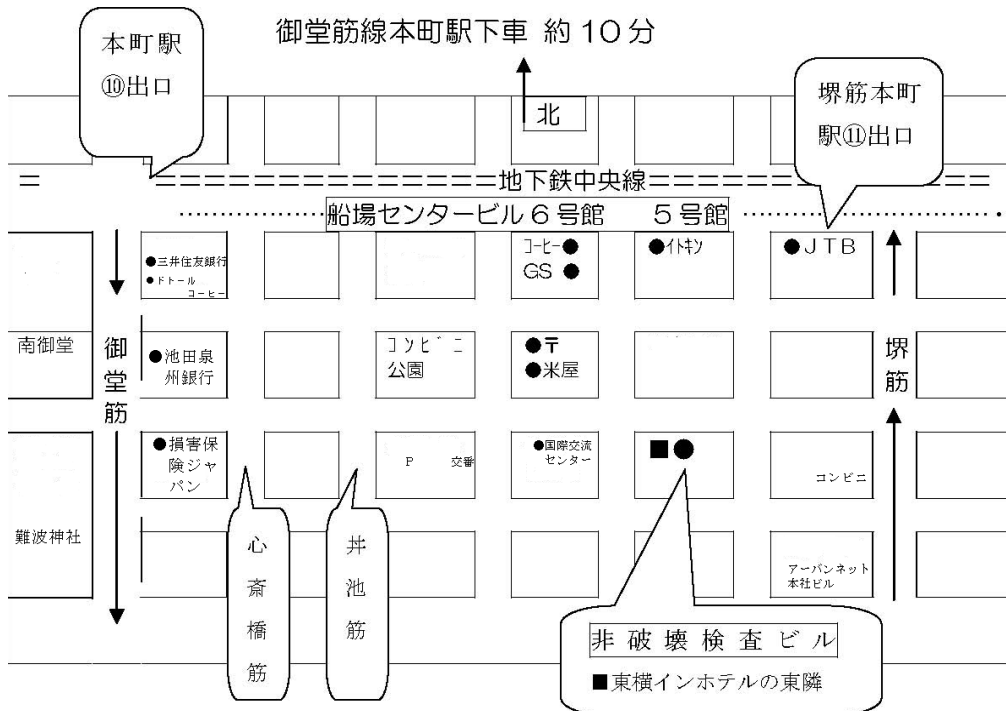 御堂筋線本町駅下車 約10分
本町駅
⑩出口
北
堺筋本町
駅⑪出口
地下鉄中央線
船場センタービル6号館 5号館
●三井住友銀行
●ドトール
コーヒー
コーヒー●
GS ●
●イトキン
●JTB
南御堂
御堂筋
●池田泉
州銀行
コンビニ
公園
●〒
●米屋
堺筋
●損害保
険ジャ
パン
P 交番
●国際交流
センター
■●
コンビニ
難波神社
心斎橋筋
丼池筋
アーバンネット
本社ビル
非破壊検査ビル
■東横インホテルの東隣